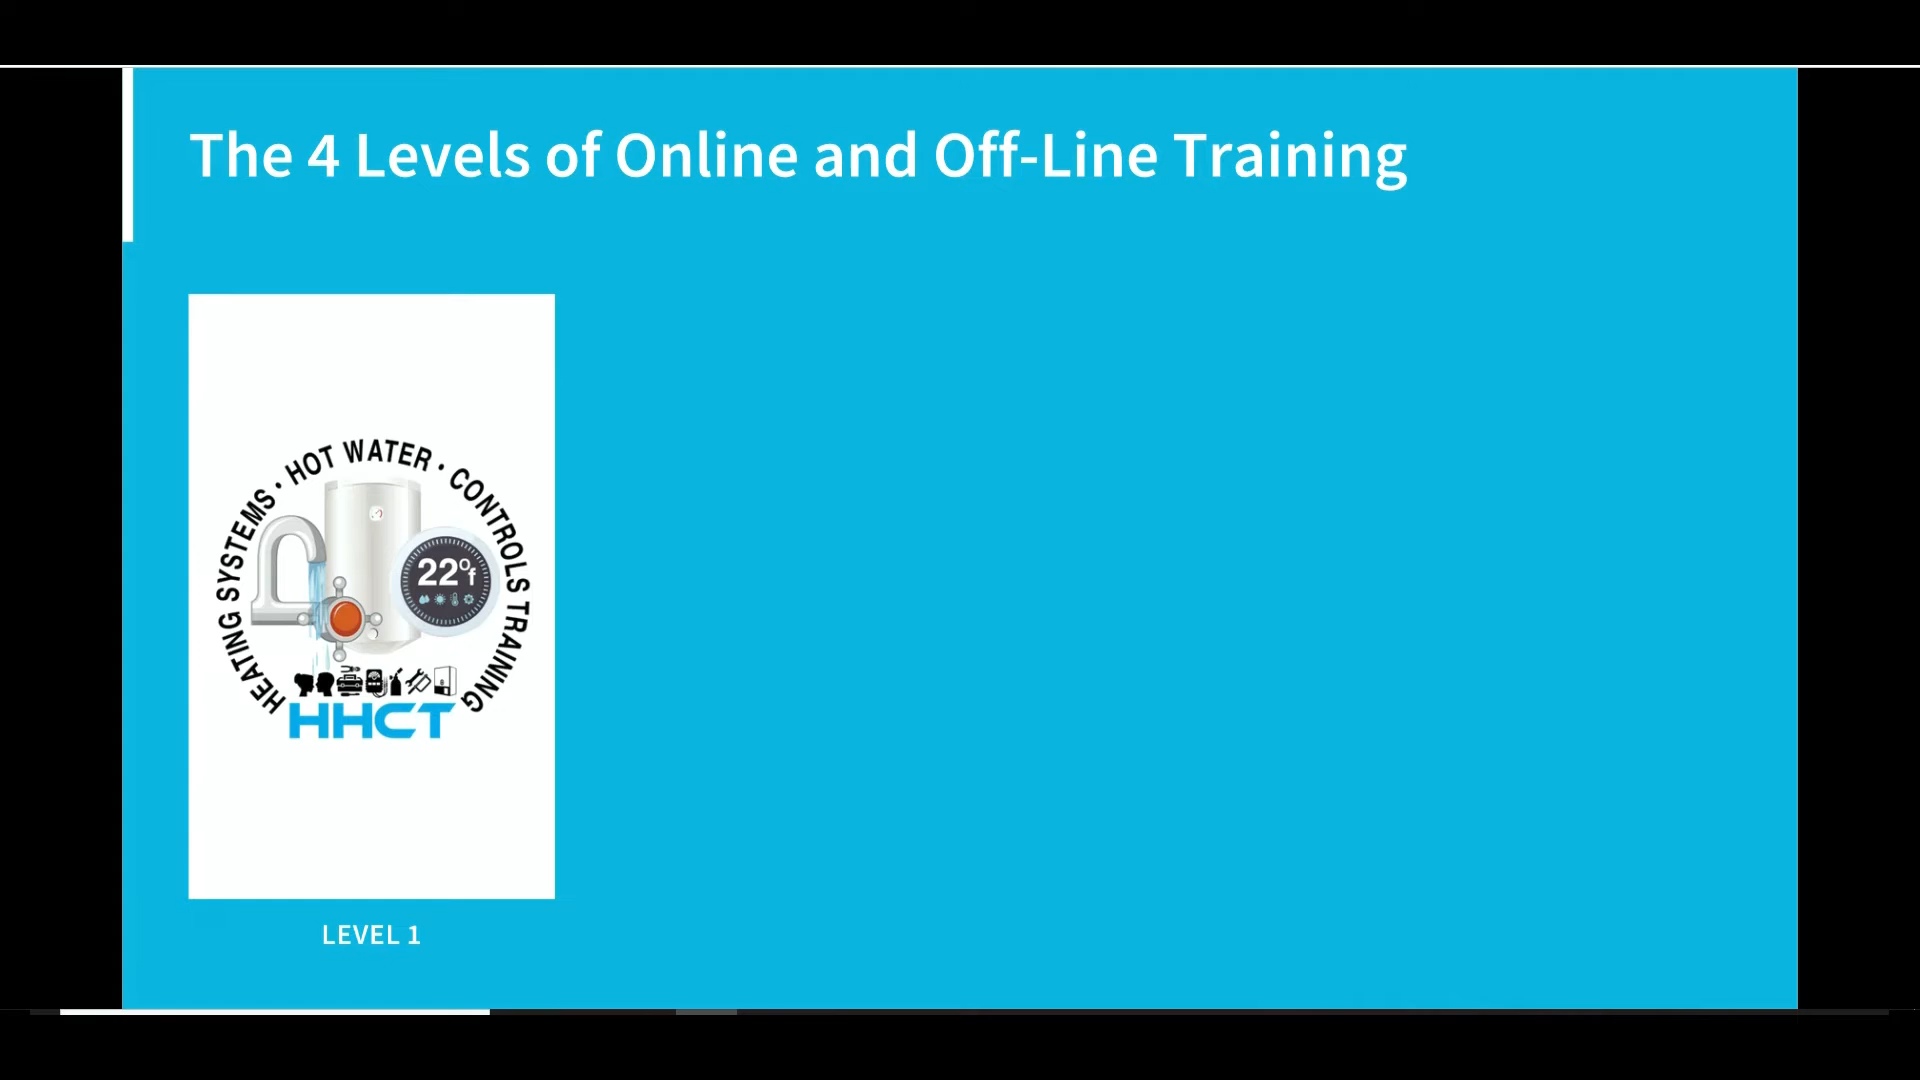 The 4 Levels of Online and Off-Line Training
HEATING SYSTEMS · HOT WATER · CONTROLS TRAINING
22°f
HHCT
LEVEL 1